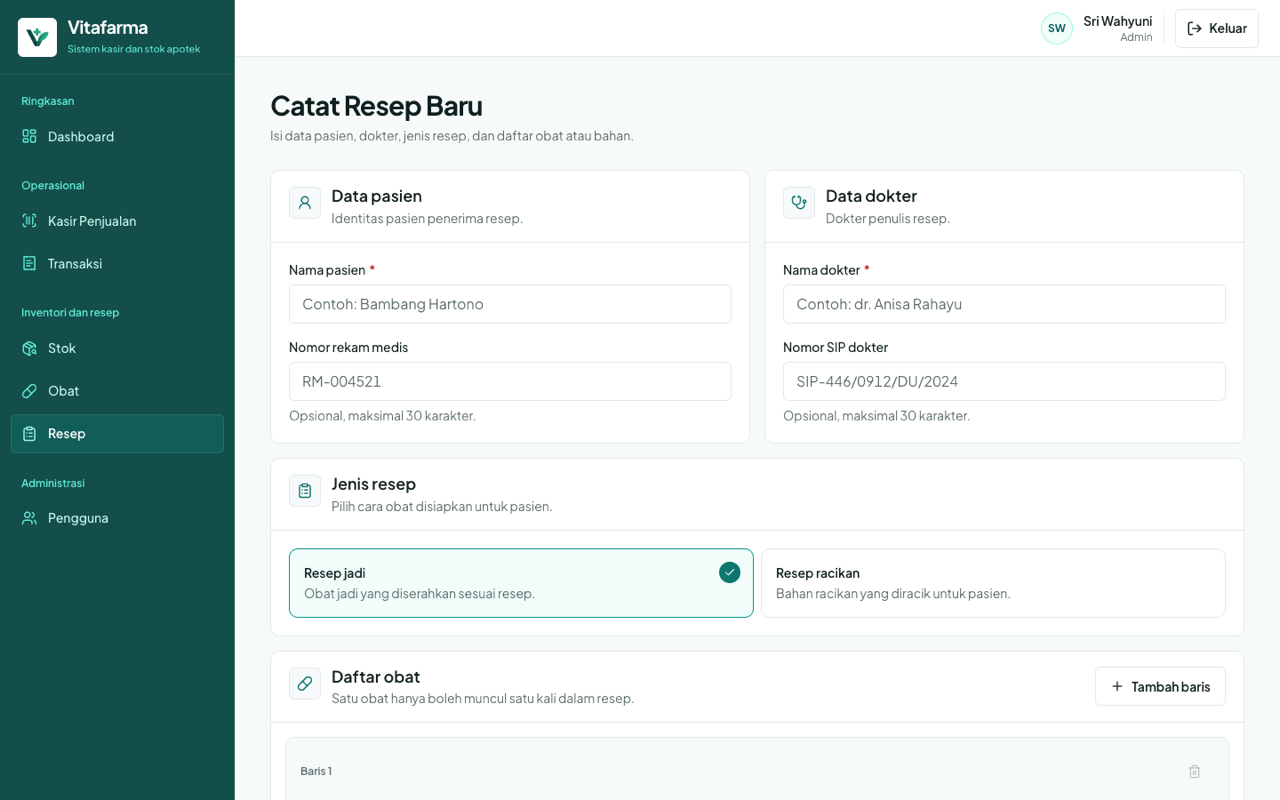 Vitafarma
Sistem kasir dan stok apotek
Ringkasan
Dashboard
Operasional
Kasir Penjualan
Transaksi
Inventori dan resep
Stok
Obat
Resep
Administrasi
Pengguna
SW
Sri Wahyuni
Admin
Keluar
Catat Resep Baru
Isi data pasien, dokter, jenis resep, dan daftar obat atau bahan.
Data pasien
Identitas pasien penerima resep.
Nama pasien *
Contoh: Bambang Hartono
Nomor rekam medis
RM-004521
Opsional, maksimal 30 karakter.
Data dokter
Dokter penulis resep.
Nama dokter *
Contoh: dr. Anisa Rahayu
Nomor SIP dokter
SIP-446/0912/DU/2024
Opsional, maksimal 30 karakter.
Jenis resep
Pilih cara obat disiapkan untuk pasien.
Resep jadi
Obat jadi yang diserahkan sesuai resep.
Resep racikan
Bahan racikan yang diracik untuk pasien.
Daftar obat
Satu obat hanya boleh muncul satu kali dalam resep.
Tambah baris
Baris 1